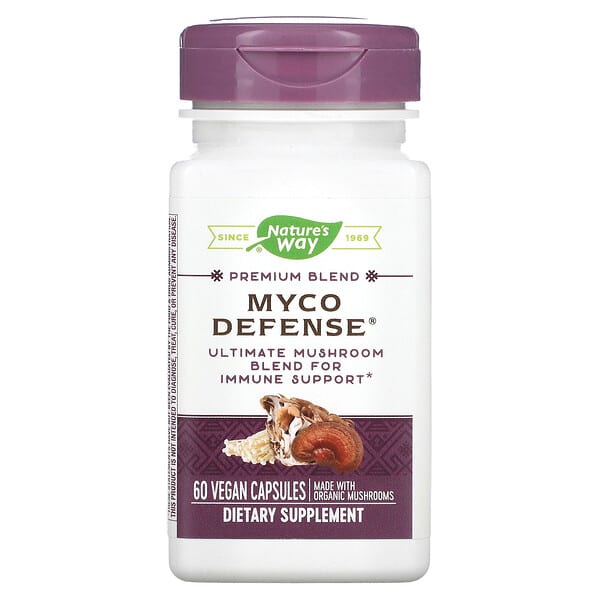 SINCE
Nature's
Way®
1969
PREMIUM BLEND
MYCO
DEFENSE®
ULTIMATE MUSHROOM
BLEND FOR
IMMUNE SUPPORT*
60 VEGAN CAPSULES
MADE WITH
ORGANIC MUSHROOMS
DIETARY SUPPLEMENT
THIS PRODUCT IS NOT INTENDED TO DIAGNOSE, TREAT, CURE, OR PREVENT ANY DISEASE.